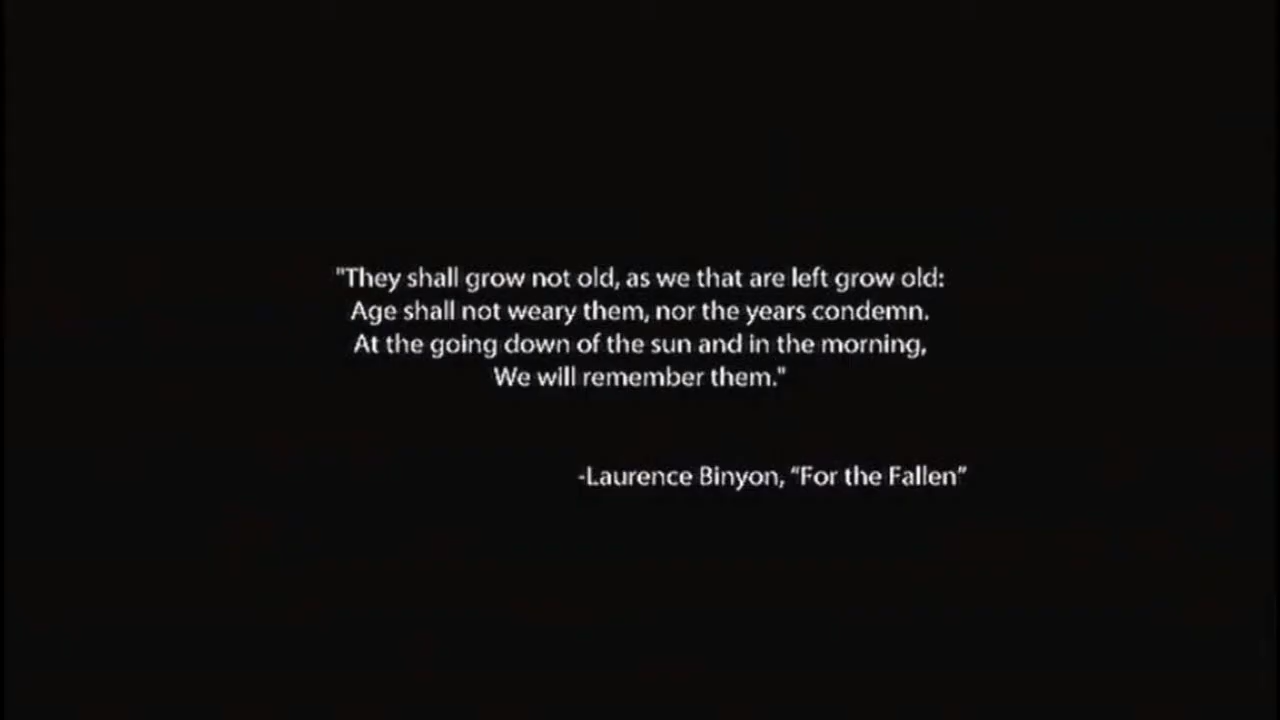 "They shall grow not old, as we that are left grow old:
Age shall not weary them, nor the years condemn.
At the going down of the sun and in the morning,
We will remember them."
-Laurence Binyon, “For the Fallen”